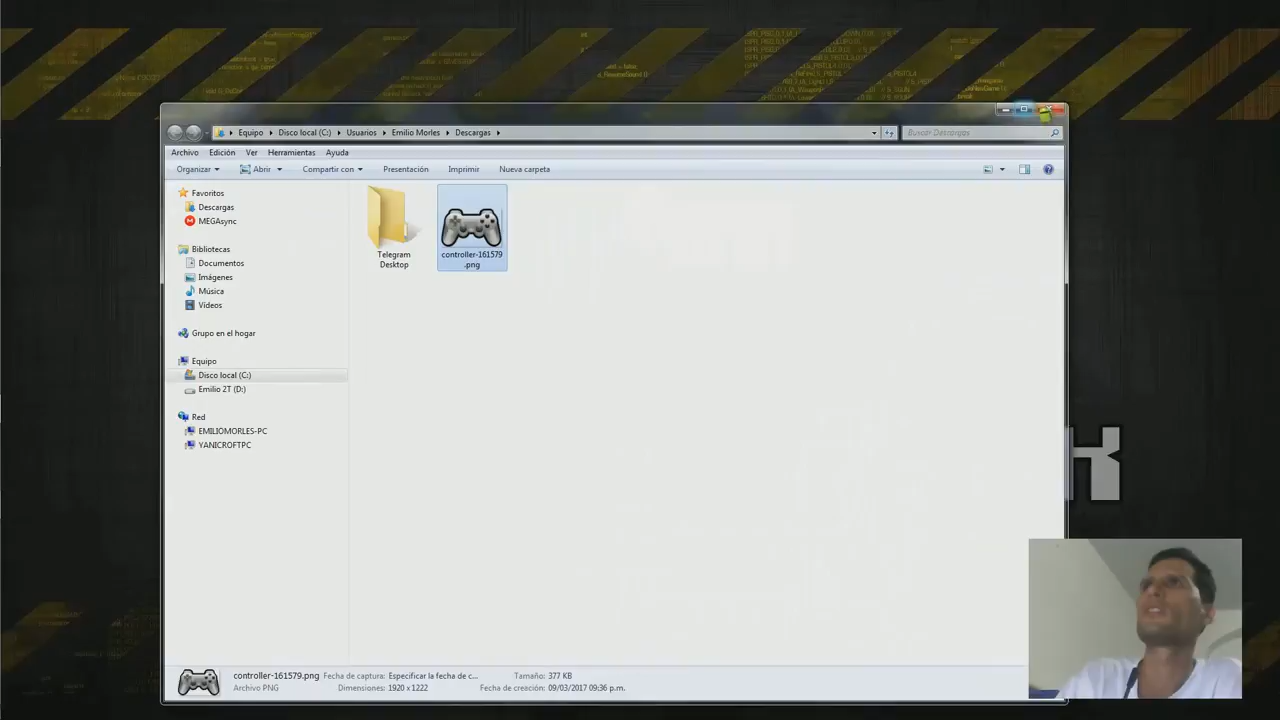 Equipo
Disco local (C:)
Usuarios
Emilio Morles
Descargas
Buscar Descargas
Archivo
Edición
Ver
Herramientas
Ayuda
Organizar
Abrir
Compartir con
Presentación
Imprimir
Nueva carpeta
Favoritos
Descargas
MEGAsync
Bibliotecas
Documentos
Imágenes
Música
Vídeos
Grupo en el hogar
Equipo
Disco local (C:)
Emilio 2T (D:)
Red
EMILIOMORLES-PC
YANICROFTPC
Telegram
Desktop
controller-161579
.png
controller-161579.png
Fecha de captura: Especificar la fecha de c...
Tamaño: 377 KB
Archivo PNG
Dimensiones: 1920 x 1222
Fecha de creación: 09/03/2017 09:36 p.m.